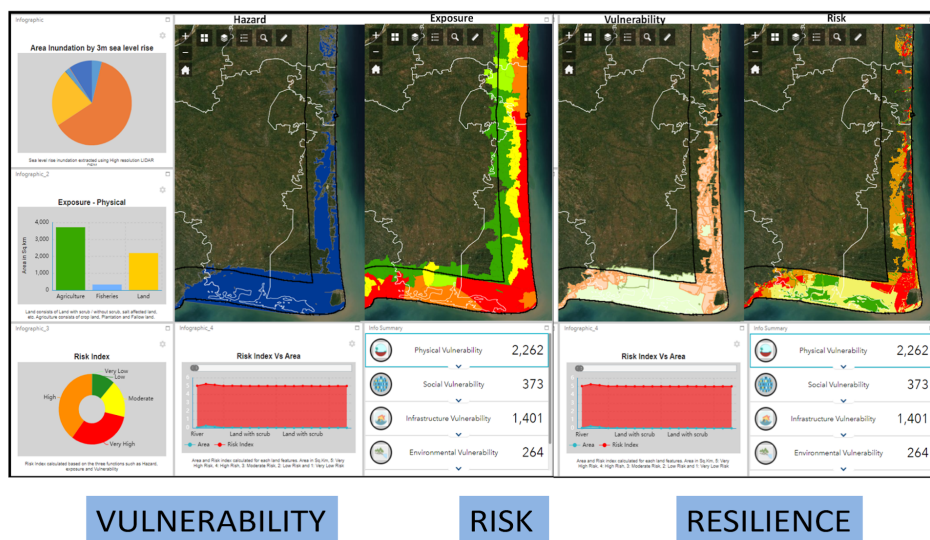 Hazard
Exposure
Vulnerability
Risk
Infographic
Area Inundation by 3m sea level rise
Sea level rise inundation extracted using High resolution LiDAR
Infographic_2
Exposure - Physical
Area in Sq.km
4,000
3,000
2,000
1,000
0
Agriculture Fisheries Land
Land consists of Land with scrub / without scrub, salt affected land,
etc. Agriculture consists of crop land, Plantation and Fallow land.
Infographic_3
Risk Index
Very Low
Low
High
Moderate
Very High
Risk Index calculated based on the three functions such as Hazard,
exposure and Vulnerability
Infographic_4
Risk Index Vs Area
River Land with scrub Land with scrub
Area Risk Index
Area and Risk Index calculated for each land features. Area in Sq.Km, 5: Very
High Risk, 4: High Risk, 3: Moderate Risk, 2: Low Risk and 1: Very Low Risk
Info Summary
Physical Vulnerability 2,262
Social Vulnerability 373
Infrastructure Vulnerability 1,401
Environmental Vulnerability 264
Infographic_4
Risk Index Vs Area
River Land with scrub Land with scrub
Area Risk Index
Area and Risk Index calculated for each land features. Area in Sq.Km, 5: Very
High Risk, 4: High Risk, 3: Moderate Risk, 2: Low Risk and 1: Very Low Risk
Info Summary
Physical Vulnerability 2,262
Social Vulnerability 373
Infrastructure Vulnerability 1,401
Environmental Vulnerability 264
VULNERABILITY
RISK
RESILIENCE